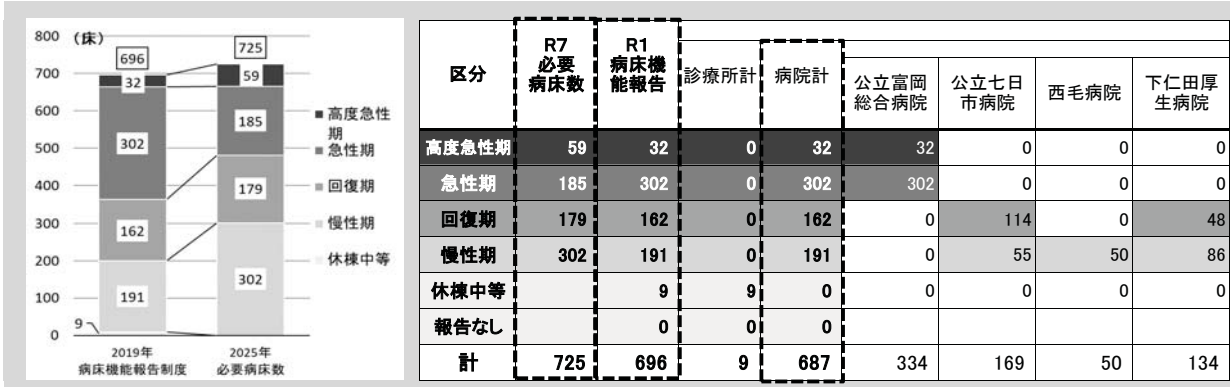 (床)
800
700
600
500
400
300
200
100
0
696
32
302
162
191
9
725
59
185
179
302
2019年
病床機能報告制度
2025年
必要病床数
高度急性
期
急性期
回復期
慢性期
休棟中等
区分 R7 必要病床数 R1 病床機能報告 診療所計 病院計 公立富岡総合病院 公立七日市病院 西毛病院 下仁田厚生病院
高度急性期 59 32 0 32 32 0 0 0
急性期 185 302 0 302 302 0 0 0
回復期 179 162 0 162 0 114 0 48
慢性期 302 191 0 191 0 55 50 86
休棟中等 9 9 0 0 0 0 0
報告なし 0 0 0
計 725 696 9 687 334 169 50 134